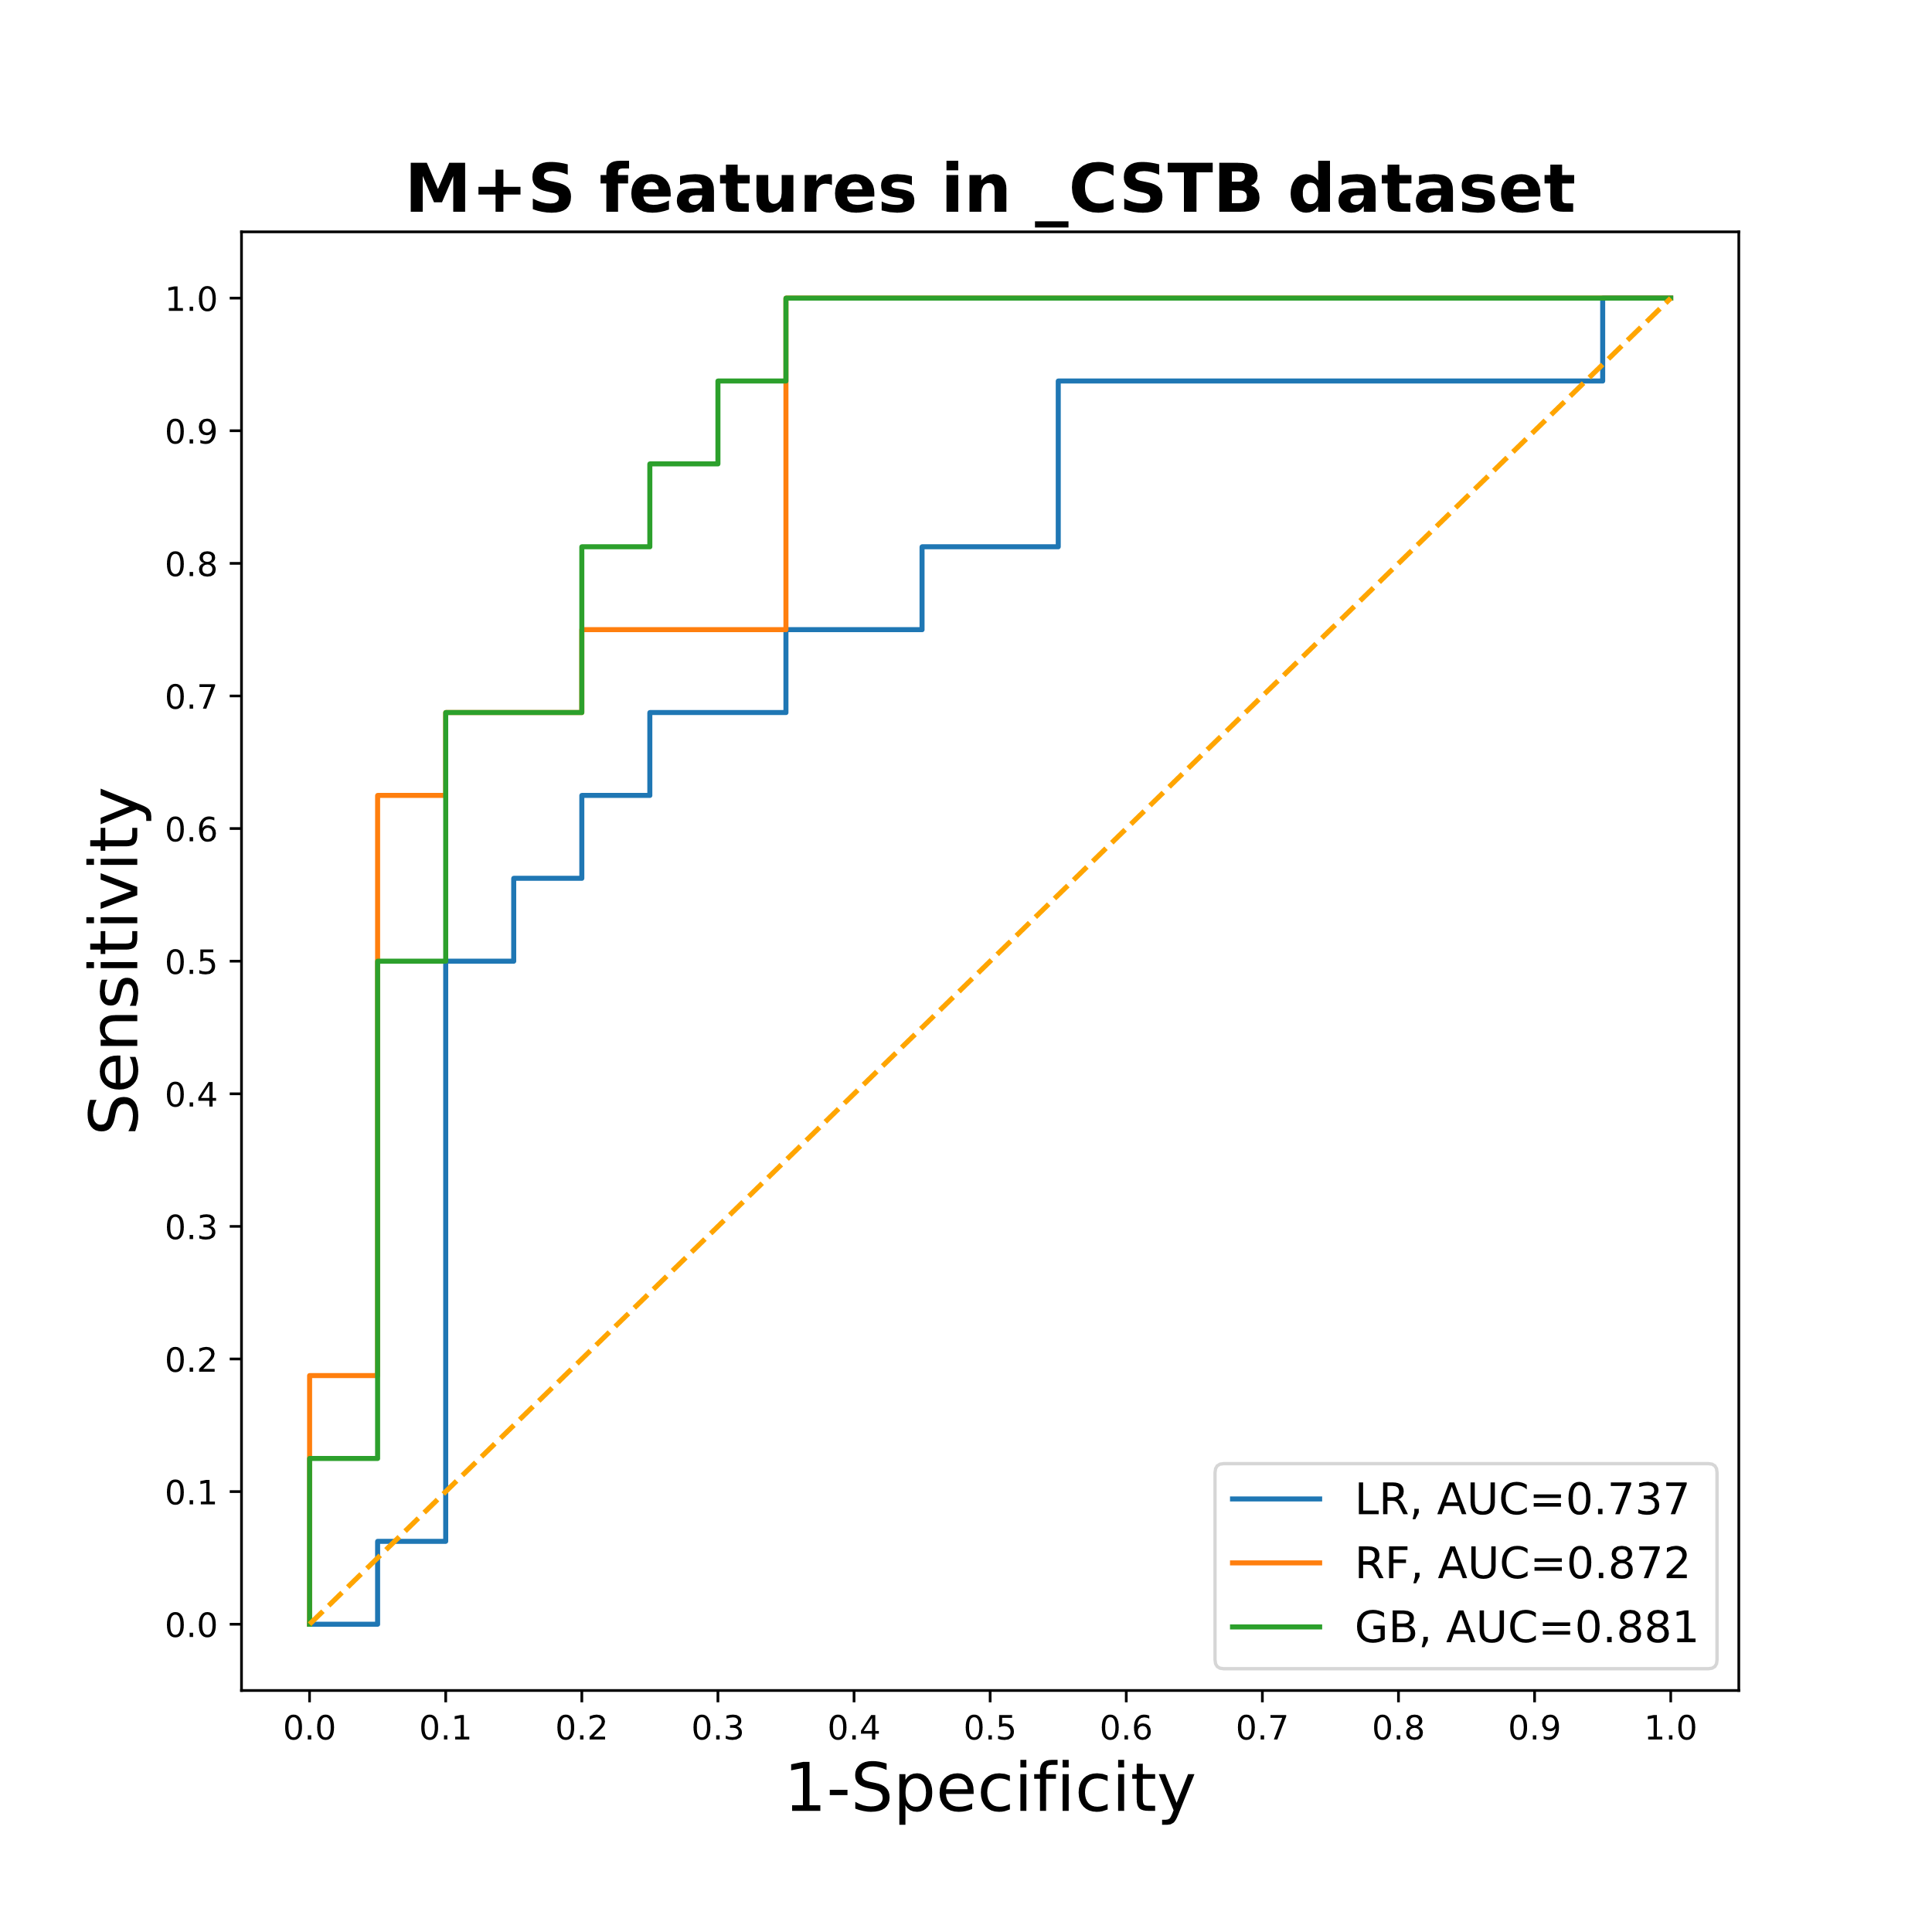 M+S features in _CSTB dataset
Sensitivity
1.0
0.9
0.8
0.7
0.6
0.5
0.4
0.3
0.2
0.1
0.0
LR, AUC=0.737
RF, AUC=0.872
GB, AUC=0.881
0.0 0.1 0.2 0.3 0.4 0.5 0.6 0.7 0.8 0.9 1.0
1-Specificity